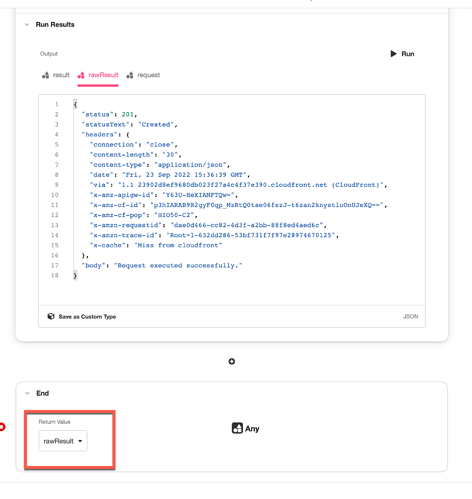 Run Results
Output
Run
result rawResult request
1 {
2 "status": 201,
3 "statusText": "Created",
4 "headers": {
5 "connection": "close",
6 "content-length": "30",
7 "content-type": "application/json",
8 "date": "Fri, 23 Sep 2022 15:36:39 GMT",
9 "via": "1.1 23902d8ef9680db023f27a4c4f37e390.cloudfront.net (CloudFront)",
10 "x-amz-apigw-id": "Y63U-HeXIAMFTQw=",
11 "x-amz-cf-id": "p3hIARAB9R2gyF0qp_MzRtQ0tae06fszJ-t6zan2knystlu0nUJeXQ==",
12 "x-amz-cf-pop": "HIO50-C2",
13 "x-amzn-requestid": "dae0d466-cc82-4d3f-a2bb-88f8ed4aed6c",
14 "x-amzn-trace-id": "Root=1-632dd286-53bf731f7f97e28974670125",
15 "x-cache": "Miss from cloudfront"
16 },
17 "body": "Request executed successfully."
18 }
Save as Custom Type
JSON
End
Return Value
rawResult
Any